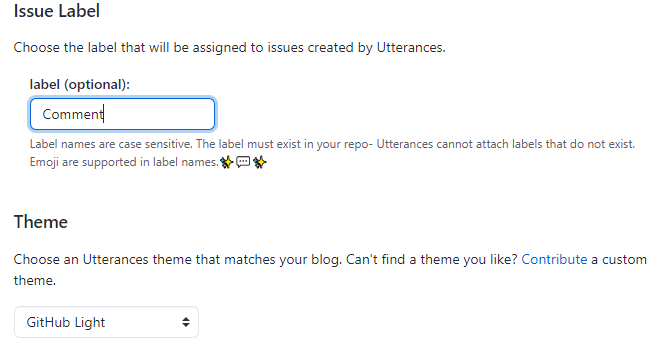 Issue Label
Choose the label that will be assigned to issues created by Utterances.
label (optional):
Comment
Label names are case sensitive. The label must exist in your repo- Utterances cannot attach labels that do not exist.
Emoji are supported in label names.✨💬✨
Theme
Choose an Utterances theme that matches your blog. Can't find a theme you like? Contribute a custom
theme.
GitHub Light